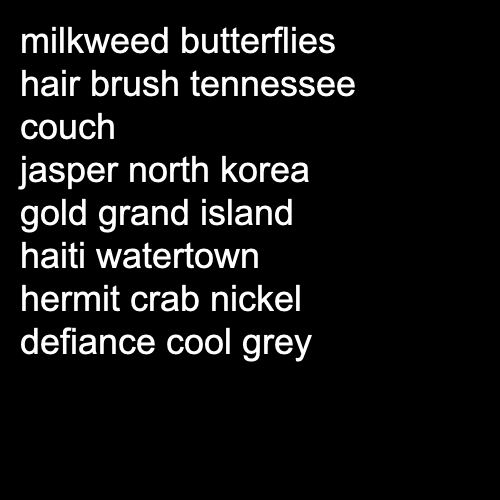 milkweed butterflies
hair brush tennessee
couch
jasper north korea
gold grand island
haiti watertown
hermit crab nickel
defiance cool grey